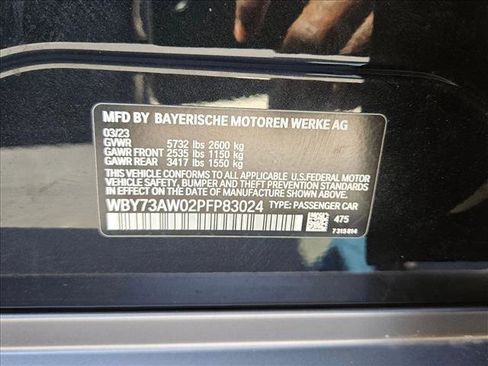 MFD BY BAYERISCHE MOTOREN WERKE AG
03/23
GVWR 5732 lbs 2600 kg
GAWR FRONT 2535 lbs 1150 kg
GAWR REAR 3417 lbs 1550 kg
THIS VEHICLE CONFORMS TO ALL APPLICABLE U.S.FEDERAL MOTOR
VEHICLE SAFETY, BUMPER, AND THEFT PREVENTION STANDARDS
IN EFFECT ON THE DATE OF MANUFACTURE SHOWN ABOVE.
WBY73AW02PFP83024 TYPE: PASSENGER CAR
475
7315814